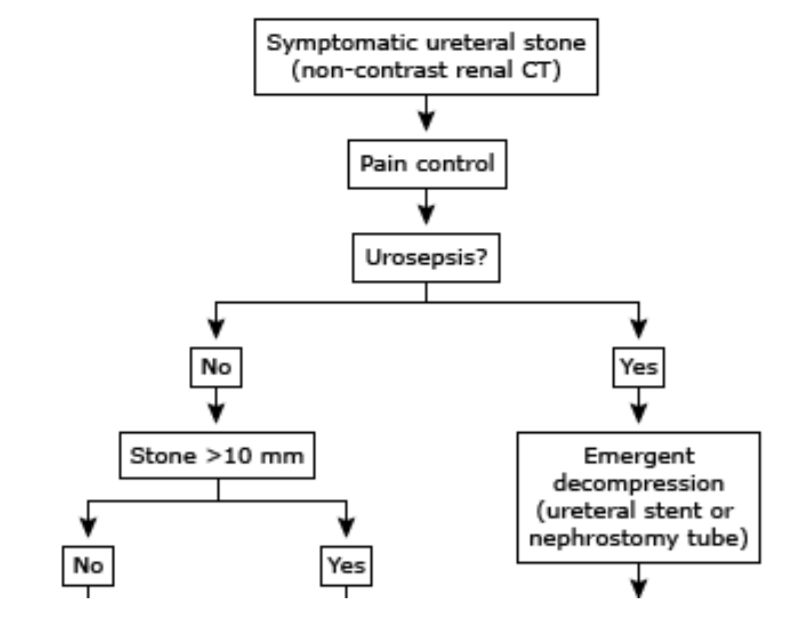 Symptomatic ureteral stone
(non-contrast renal CT)
Pain control
Urosepsis?
No
Yes
Stone >10 mm
Emergent
decompression
(ureteral stent or
nephrostomy tube)
No
Yes